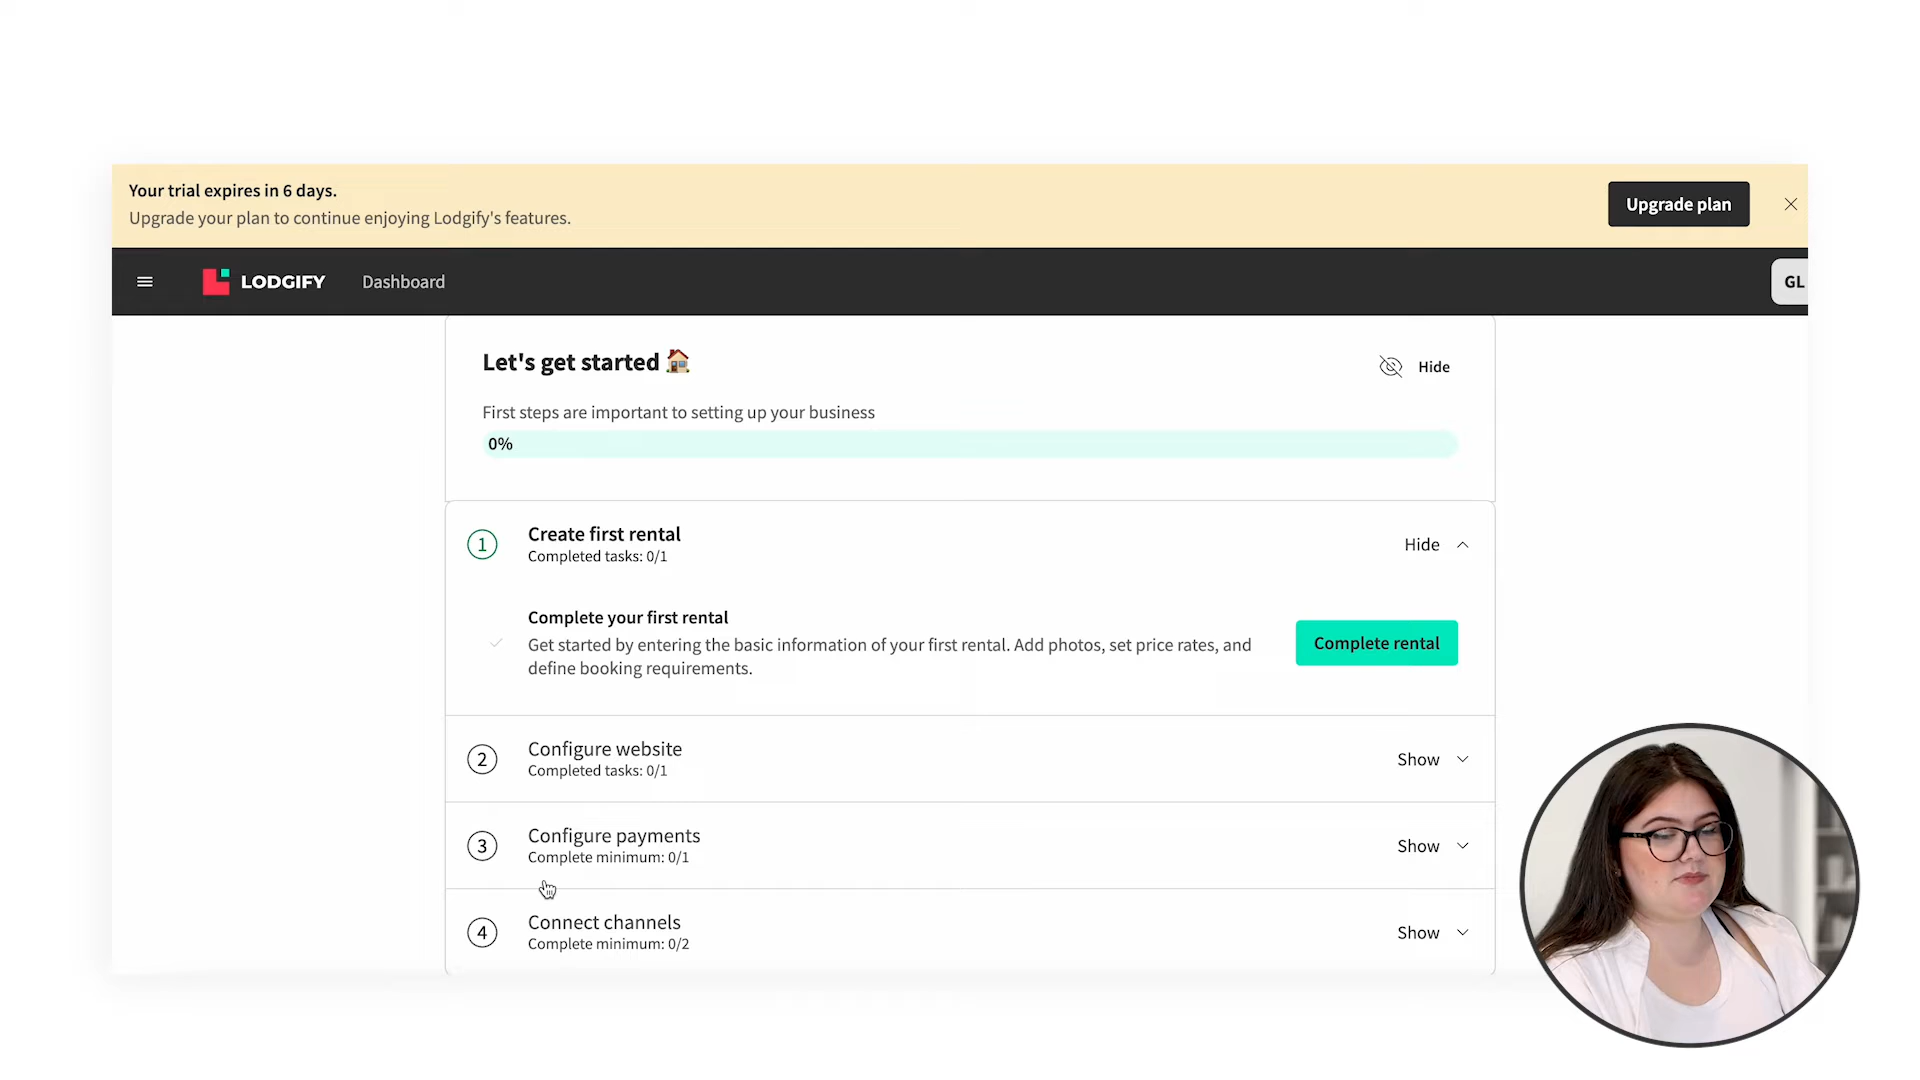 Your trial expires in 6 days.
Upgrade your plan to continue enjoying Lodgify's features.
Upgrade plan
LODGIFY
Dashboard
GL
Let's get started
Hide
First steps are important to setting up your business
0%
1
Create first rental
Completed tasks: 0/1
Hide
Complete your first rental
Get started by entering the basic information of your first rental. Add photos, set price rates, and
define booking requirements.
Complete rental
2
Configure website
Completed tasks: 0/1
Show
3
Configure payments
Complete minimum: 0/1
Show
4
Connect channels
Complete minimum: 0/2
Show